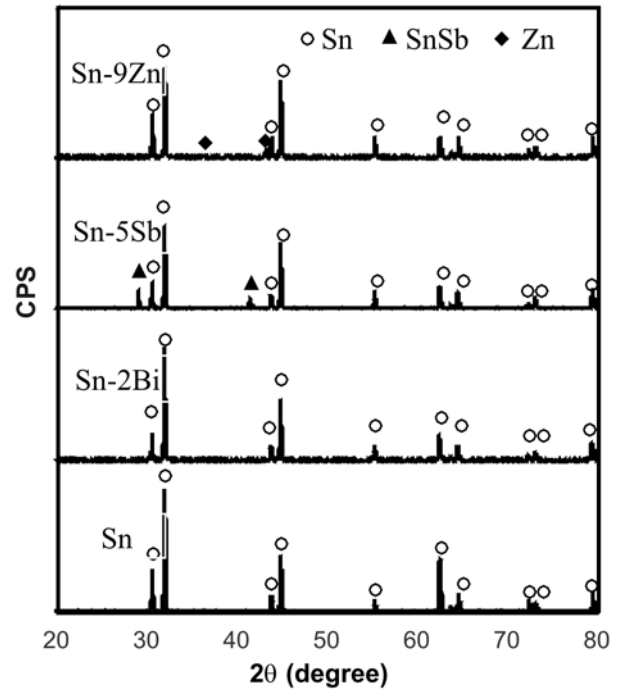 ○ Sn ▲ SnSb ◆ Zn
Sn-9Zn
Sn-5Sb
Sn-2Bi
Sn
CPS
20 30 40 50 60 70 80
2θ (degree)